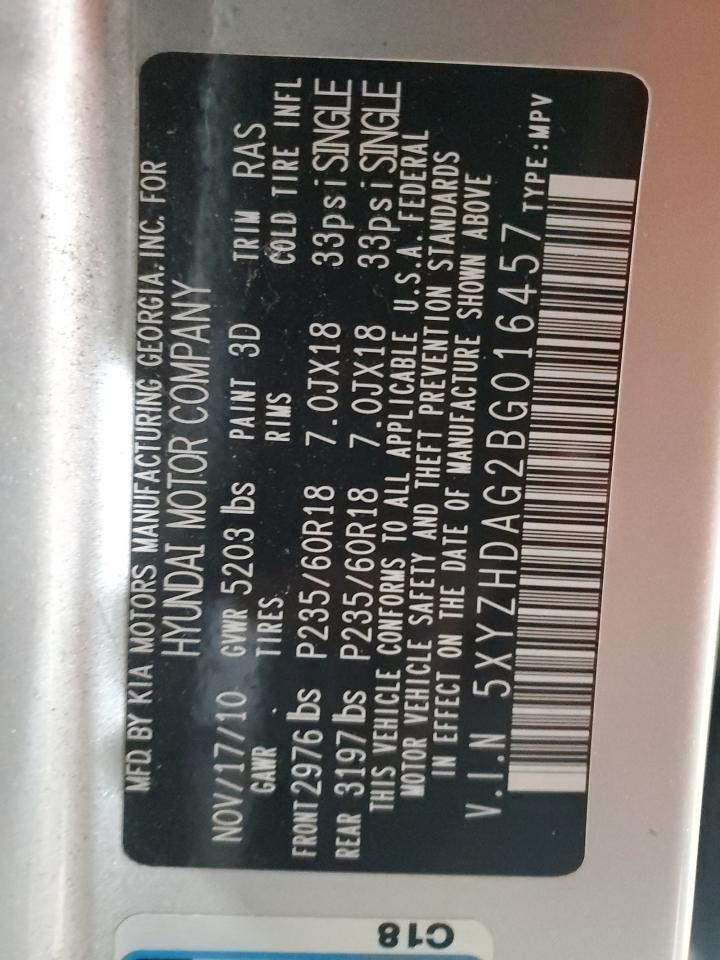 MFD. BY KIA MOTORS MANUFACTURING GEORGIA. INC. FOR
HYUNDAI MOTOR COMPANY
NOV/17/10 GVWR 5203 lbs PAINT 3D TRIM RAS
GAWR TIRES RIMS COLD TIRE INFL
FRONT 2976 lbs P235/60R18 7.0JX18 33psi SINGLE
REAR 3197 lbs P235/60R18 7.0JX18 33psi SINGLE
THIS VEHICLE CONFORMS TO ALL APPLICABLE U.S.A. FEDERAL
MOTOR VEHICLE SAFETY AND THEFT PREVENTION STANDARDS
IN EFFECT ON THE DATE OF MANUFACTURE SHOWN ABOVE
V.I.N 5XYZHDAG2BG016457 TYPE:MPV
C18